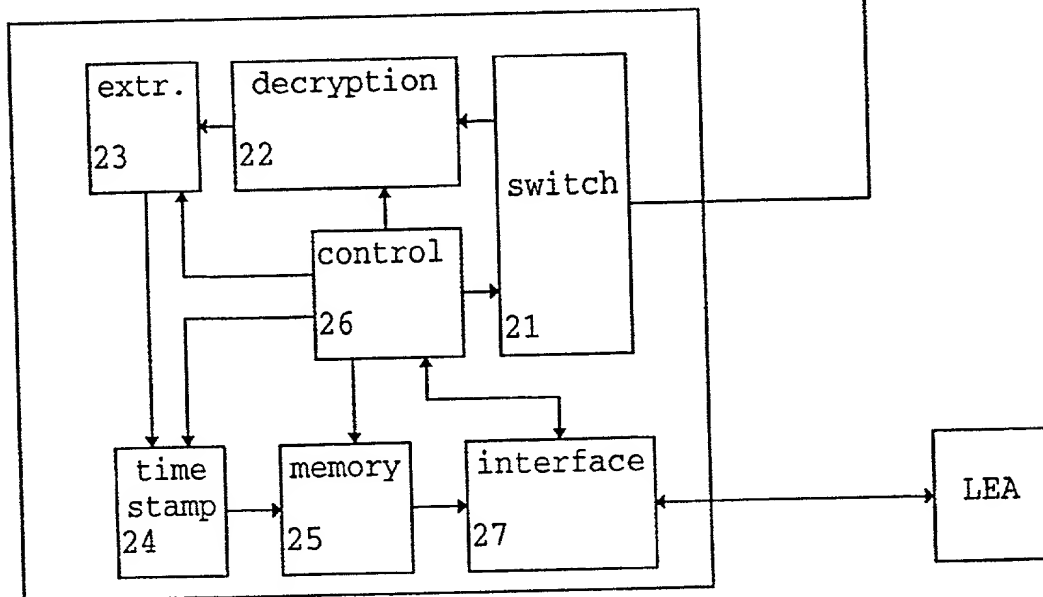 extr.
23
decryption
22
switch
21
control
26
time
stamp
24
memory
25
interface
27
LEA